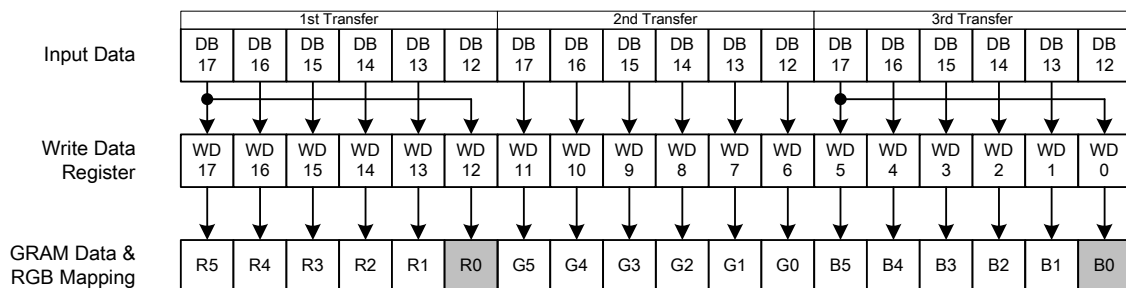 1st Transfer 2nd Transfer 3rd Transfer
Input Data
DB 17 DB 16 DB 15 DB 14 DB 13 DB 12 DB 17 DB 16 DB 15 DB 14 DB 13 DB 12 DB 17 DB 16 DB 15 DB 14 DB 13 DB 12
Write Data
Register
WD 17 WD 16 WD 15 WD 14 WD 13 WD 12 WD 11 WD 10 WD 9 WD 8 WD 7 WD 6 WD 5 WD 4 WD 3 WD 2 WD 1 WD 0
GRAM Data &
RGB Mapping
R5 R4 R3 R2 R1 R0 G5 G4 G3 G2 G1 G0 B5 B4 B3 B2 B1 B0